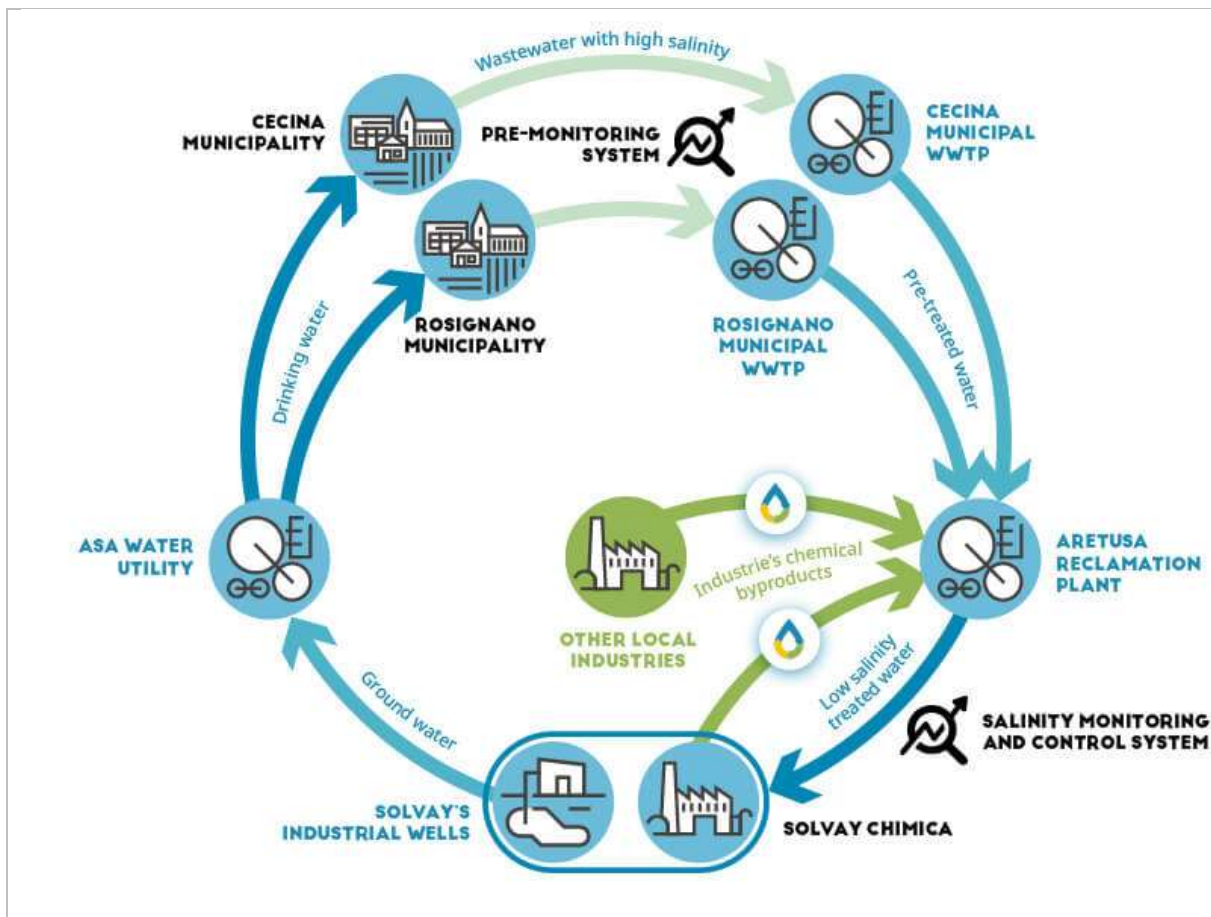 Wastewater with high salinity
CECINA
MUNICIPALITY
PRE-MONITORING
SYSTEM
CECINA
MUNICIPAL
WWTP
ROSIGNANO
MUNICIPALITY
ROSIGNANO
MUNICIPAL
WWTP
Drinking water
Pre-treated water
ASA WATER
UTILITY
Industrie's chemical
byproducts
ARETUSA
RECLAMATION
PLANT
OTHER LOCAL
INDUSTRIES
Ground water
Low salinity
treated water
SALINITY MONITORING
AND CONTROL SYSTEM
SOLVAY'S
INDUSTRIAL WELLS
SOLVAY CHIMICA